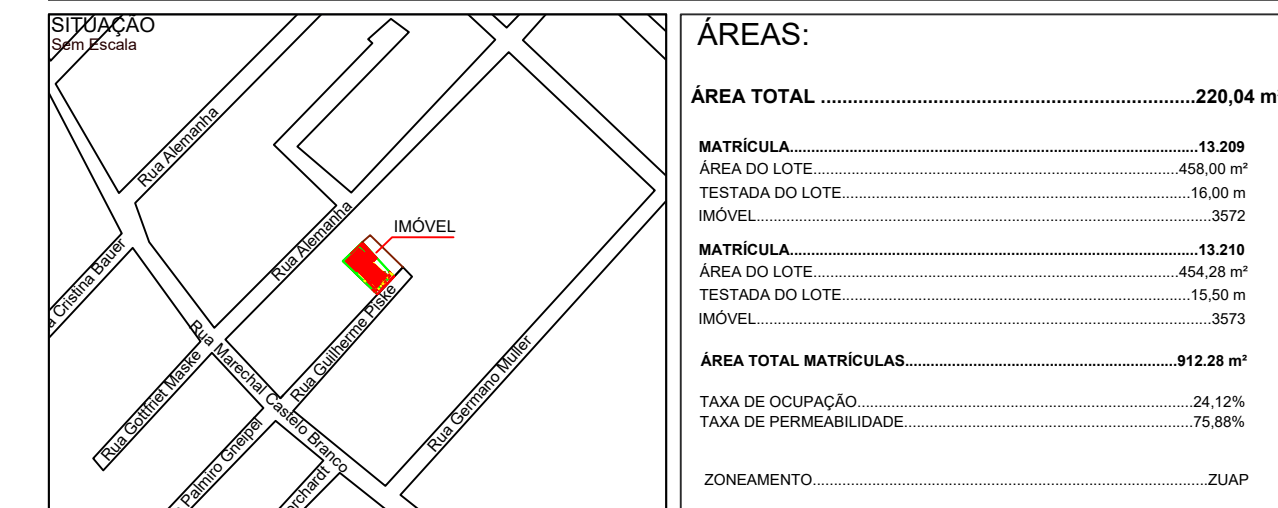 SITUAÇÃO
Sem Escala
Rua Alemanha
Rua Alemanha
IMÓVEL
a Cristina Bauer
Rua Guilherme Piske
Rua Marechal Castelo Branco
Rua Gottfriet Maske
Rua Germano Muller
Palmiro Gneipel
orchardt
ÁREAS:
ÁREA TOTAL ......................................................................220,04 m²
MATRÍCULA....................................................................................13.209
ÁREA DO LOTE...........................................................................458,00 m²
TESTADA DO LOTE.......................................................................16,00 m
IMÓVEL.............................................................................................3572
MATRÍCULA....................................................................................13.210
ÁREA DO LOTE...........................................................................454,28 m²
TESTADA DO LOTE.......................................................................15,50 m
IMÓVEL.............................................................................................3573
ÁREA TOTAL MATRÍCULAS........................................................912.28 m²
TAXA DE OCUPAÇÃO.....................................................................24,12%
TAXA DE PERMEABILIDADE...........................................................75,88%
ZONEAMENTO.................................................................................ZUAP